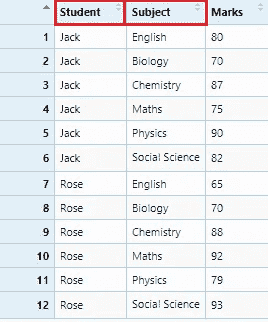 Student Subject Marks
1 Jack English 80
2 Jack Biology 70
3 Jack Chemistry 87
4 Jack Maths 75
5 Jack Physics 90
6 Jack Social Science 82
7 Rose English 65
8 Rose Biology 70
9 Rose Chemistry 88
10 Rose Maths 92
11 Rose Physics 79
12 Rose Social Science 93